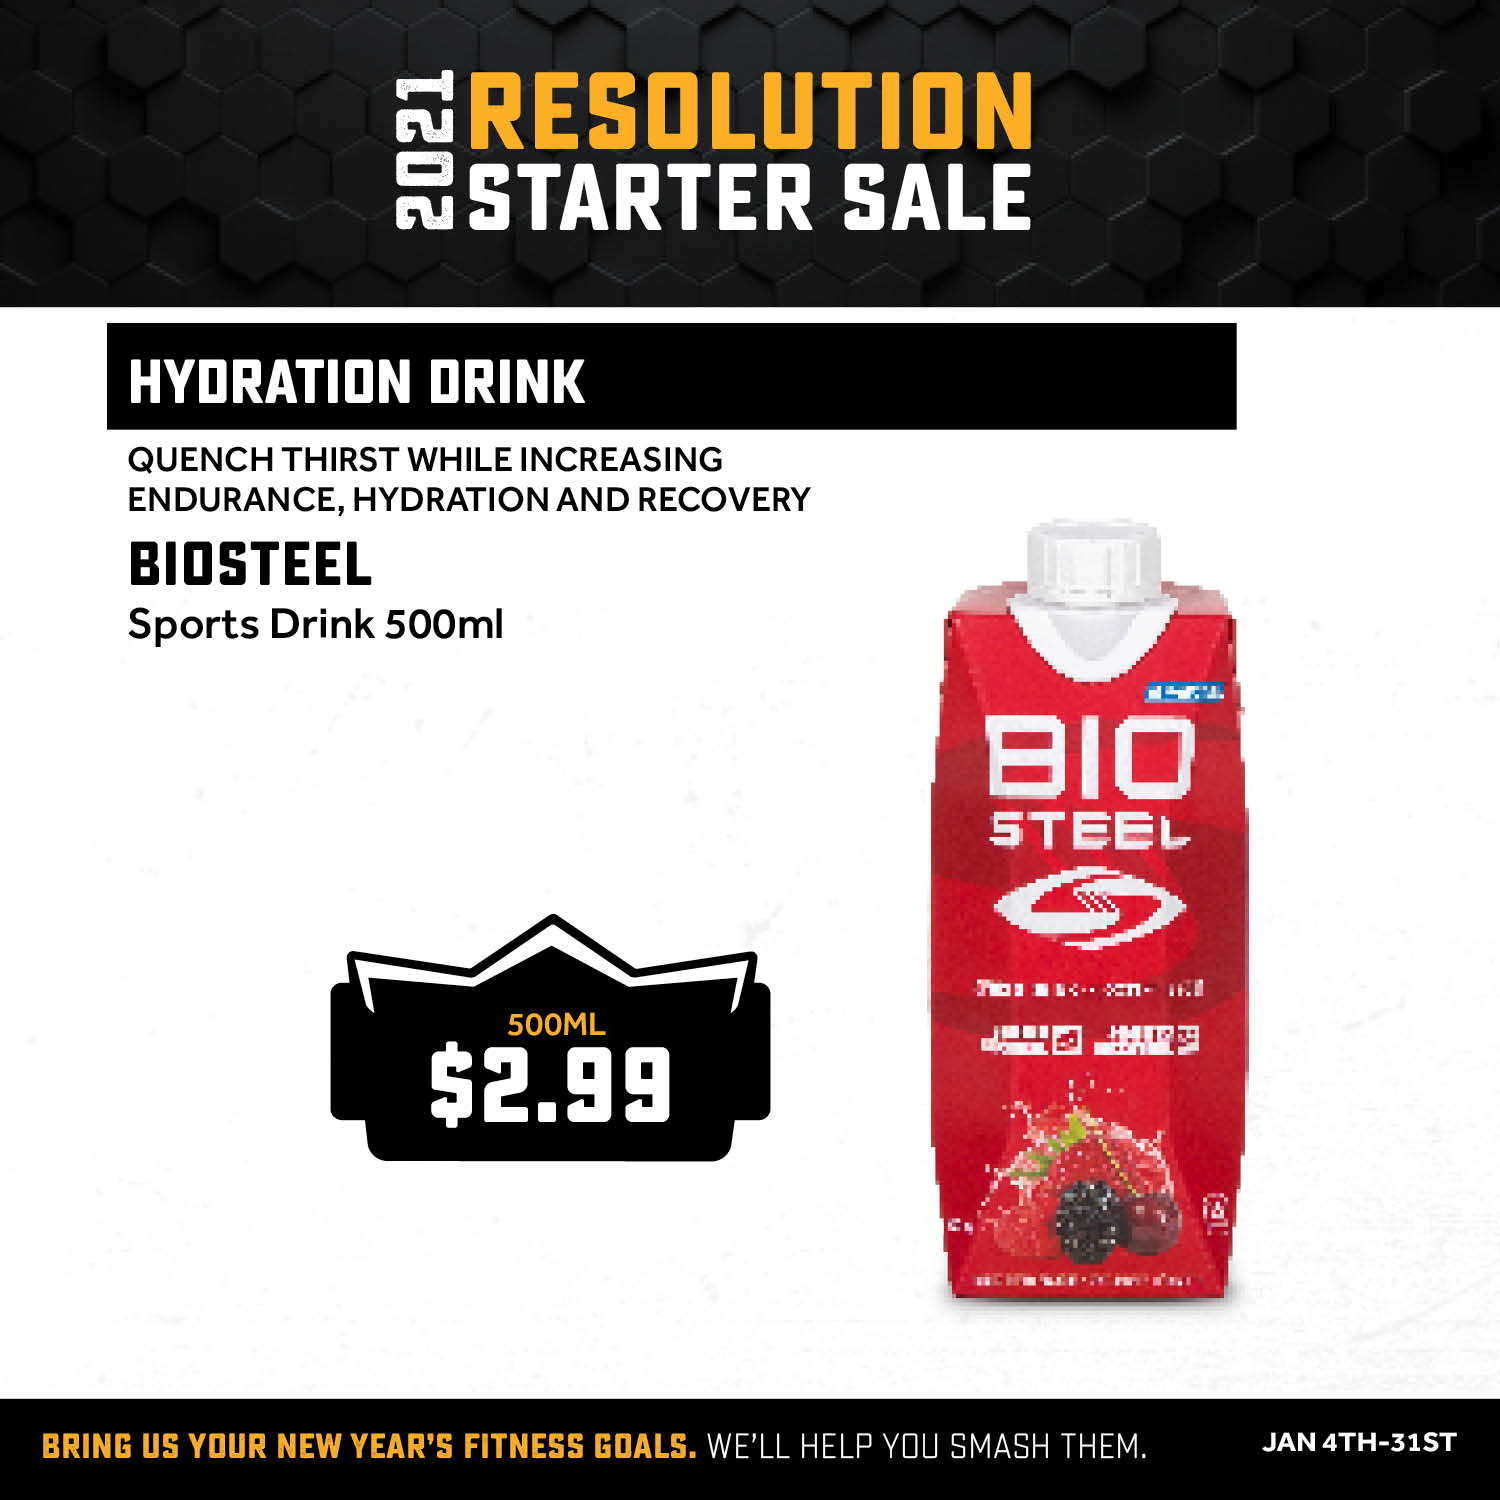 2021
RESOLUTION
STARTER SALE
HYDRATION DRINK
QUENCH THIRST WHILE INCREASING
ENDURANCE, HYDRATION AND RECOVERY
BIOSTEEL
Sports Drink 500ml
BIO
STEEL
500ML
$2.99
BRING US YOUR NEW YEAR'S FITNESS GOALS. WE'LL HELP YOU SMASH THEM.
JAN 4TH-31ST